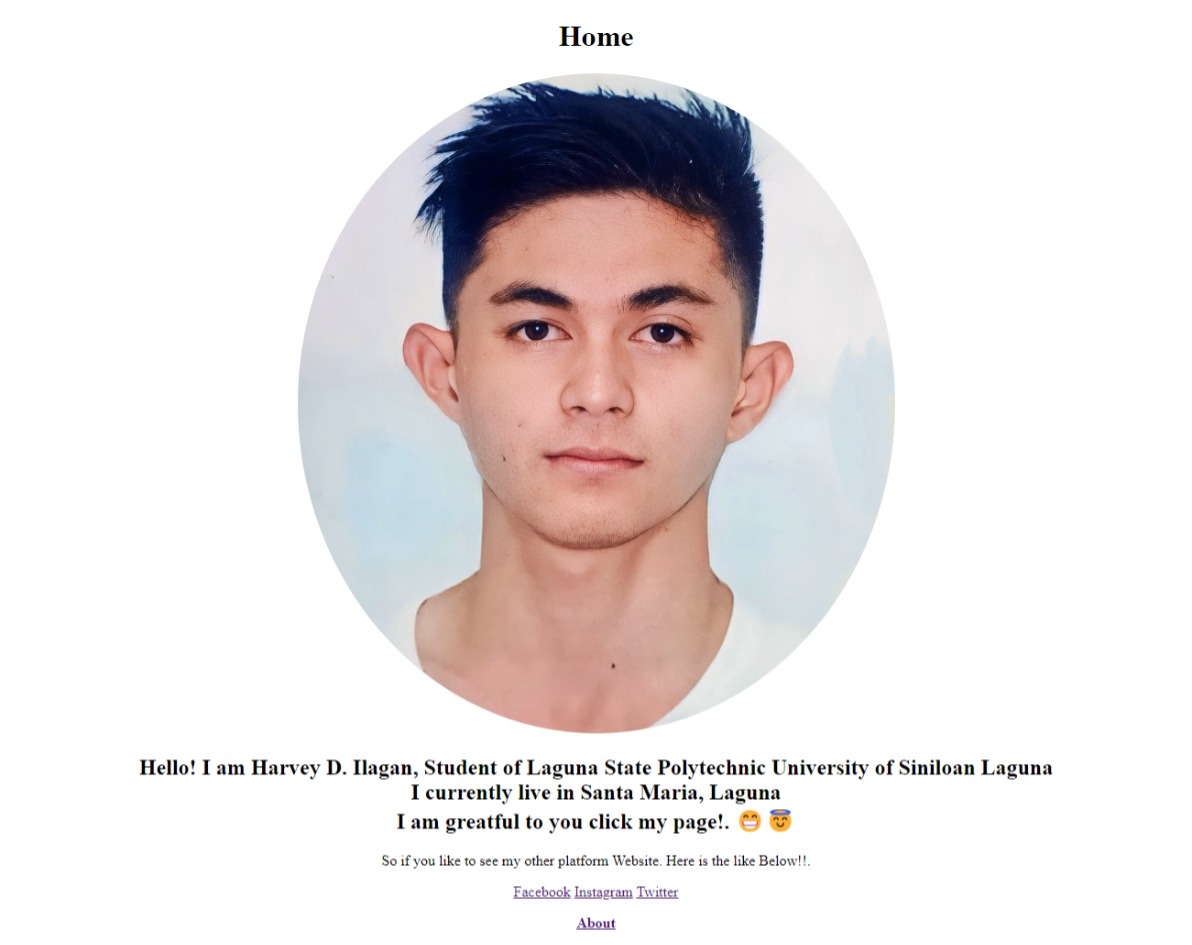 Home
Hello! I am Harvey D. Ilagan, Student of Laguna State Polytechnic University of Siniloan Laguna
I currently live in Santa Maria, Laguna
I am greatful to you click my page!. 😁 😇
So if you like to see my other platform Website. Here is the like Below!!.
Facebook Instagram Twitter
About